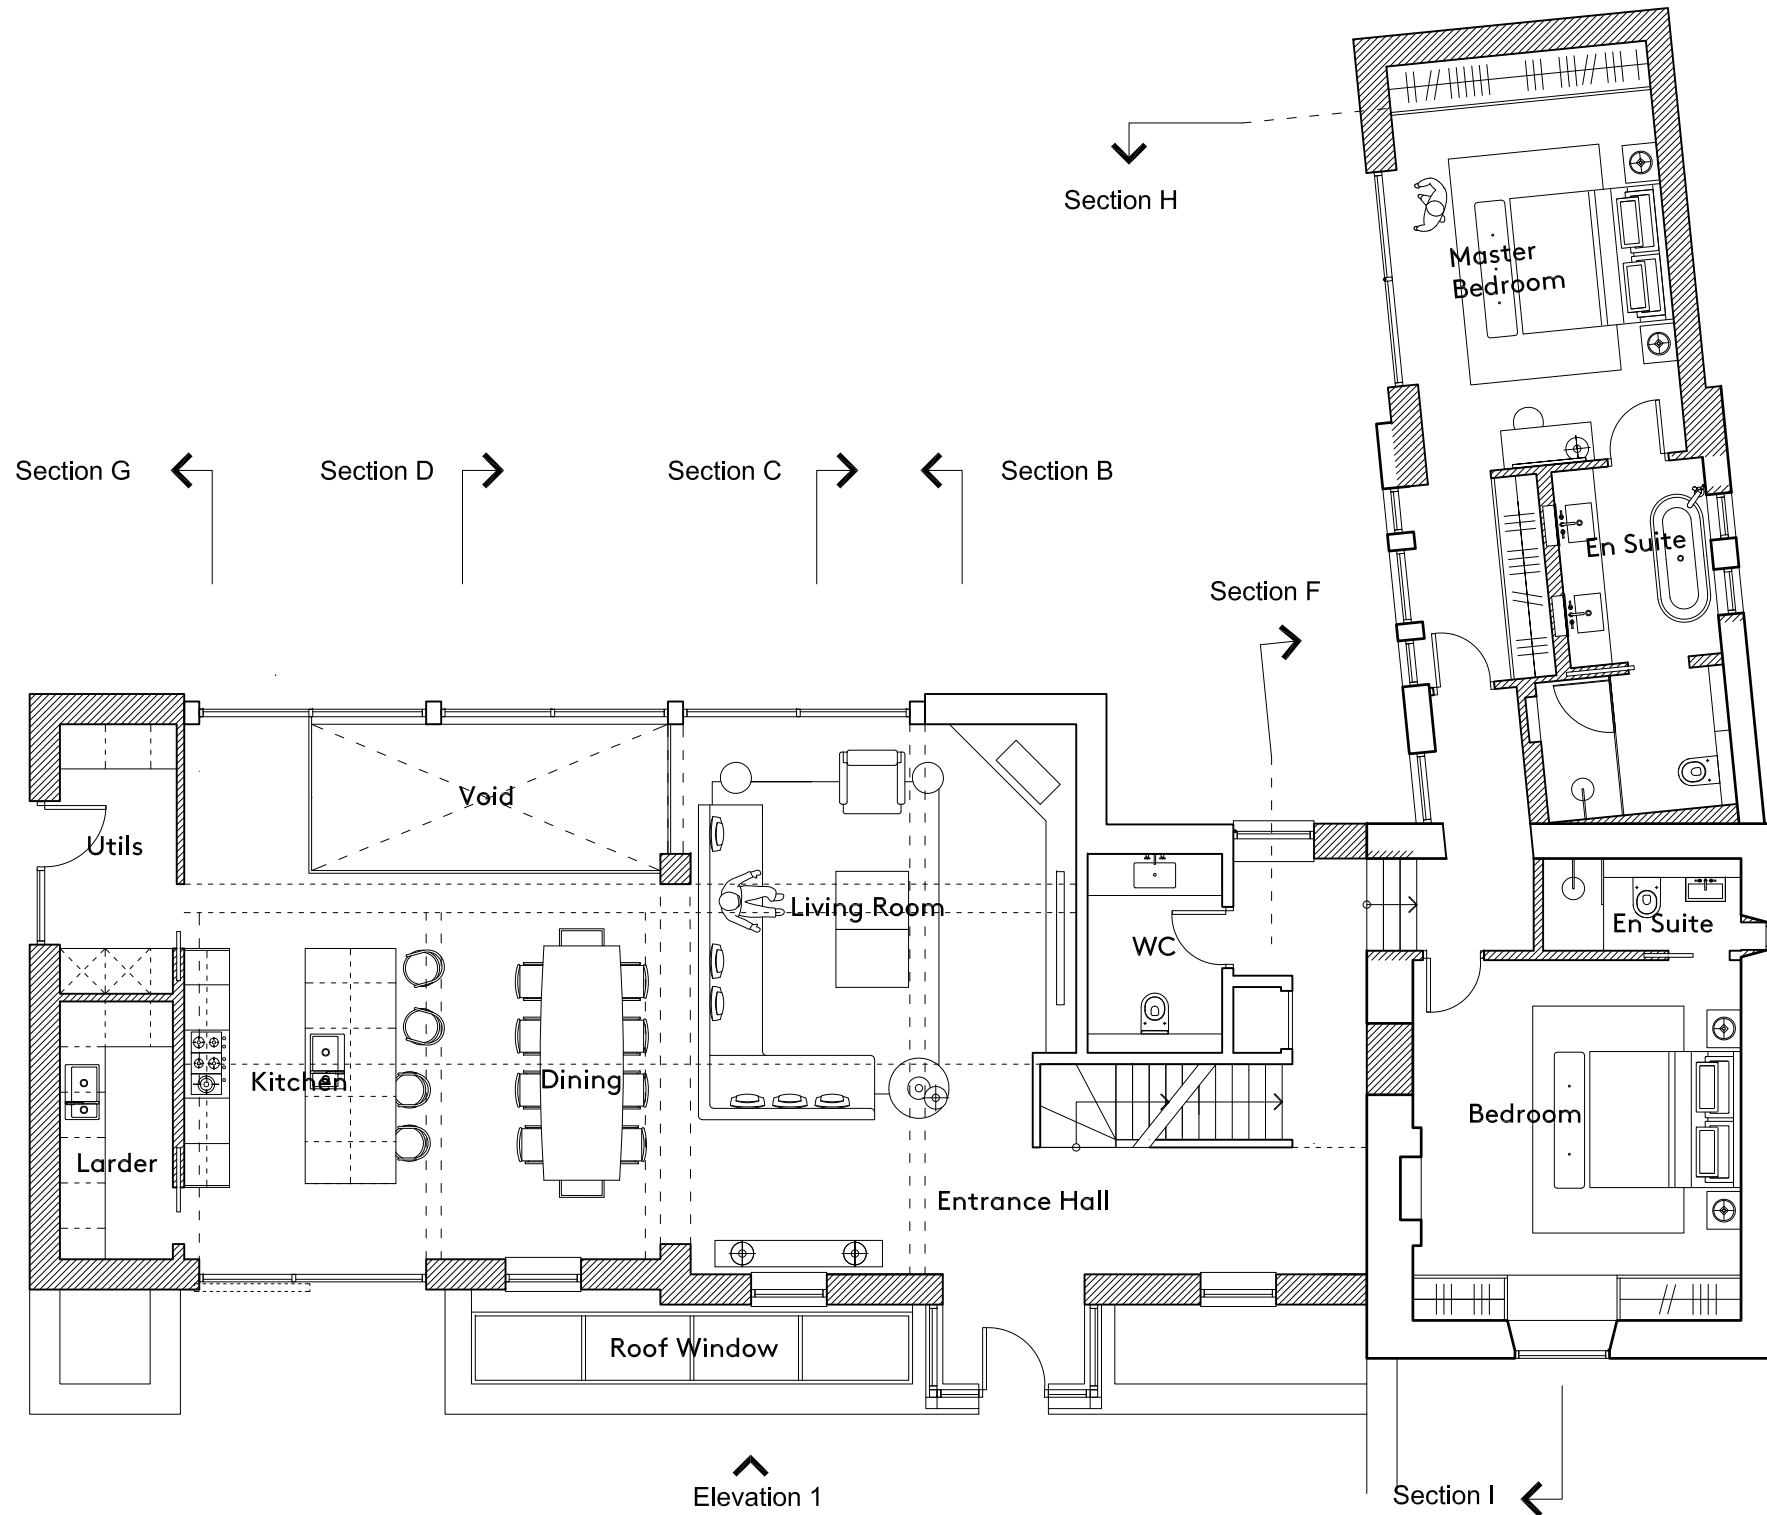 Section H
Master
Bedroom
Section G
Section D
Section C
Section B
En Suite
Section F
Void
Utils
Living Room
WC
En Suite
Kitchen
Dining
Bedroom
Larder
Entrance Hall
Roof Window
Elevation 1
Section I